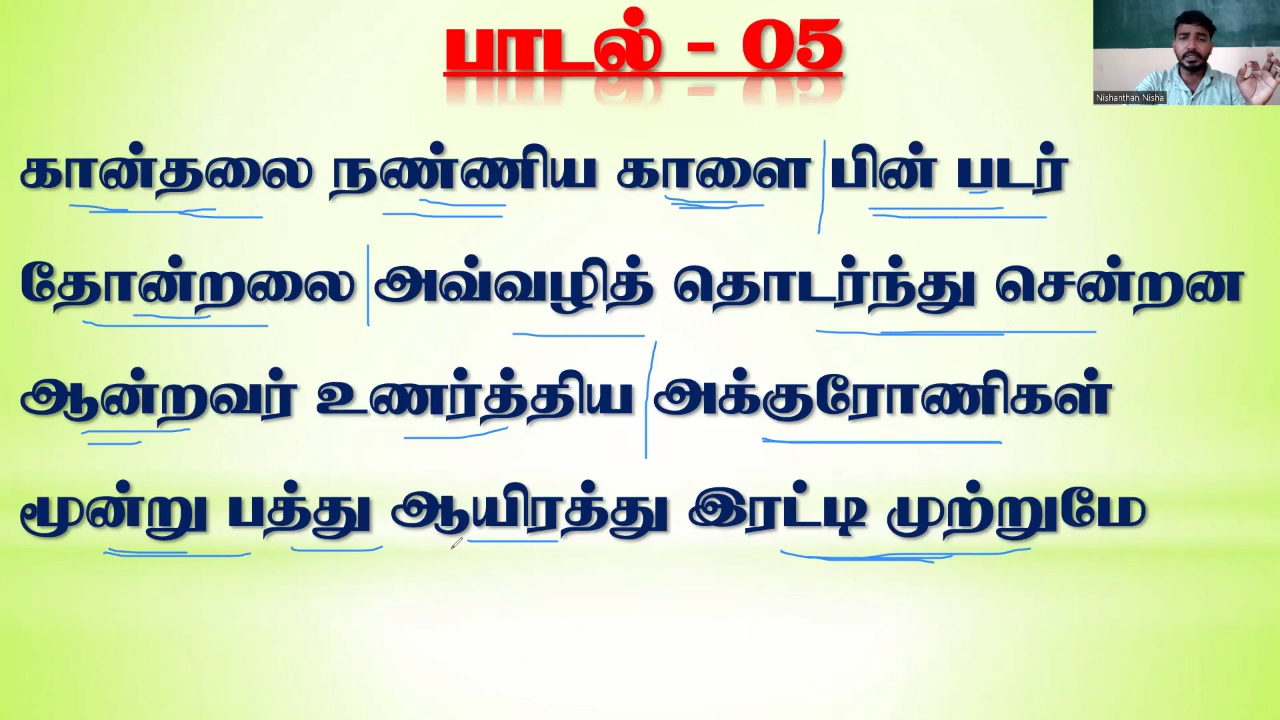 பாடல் - 05
Nishanthan Nisha
கான்தலை நண்ணிய காளை பின் படர்
தோன்றலை அவ்வழித் தொடர்ந்து சென்றன
ஆன்றவர் உணர்த்திய அக்குரோணிகள்
மூன்று பத்து ஆயிரத்து இரட்டி முற்றுமே